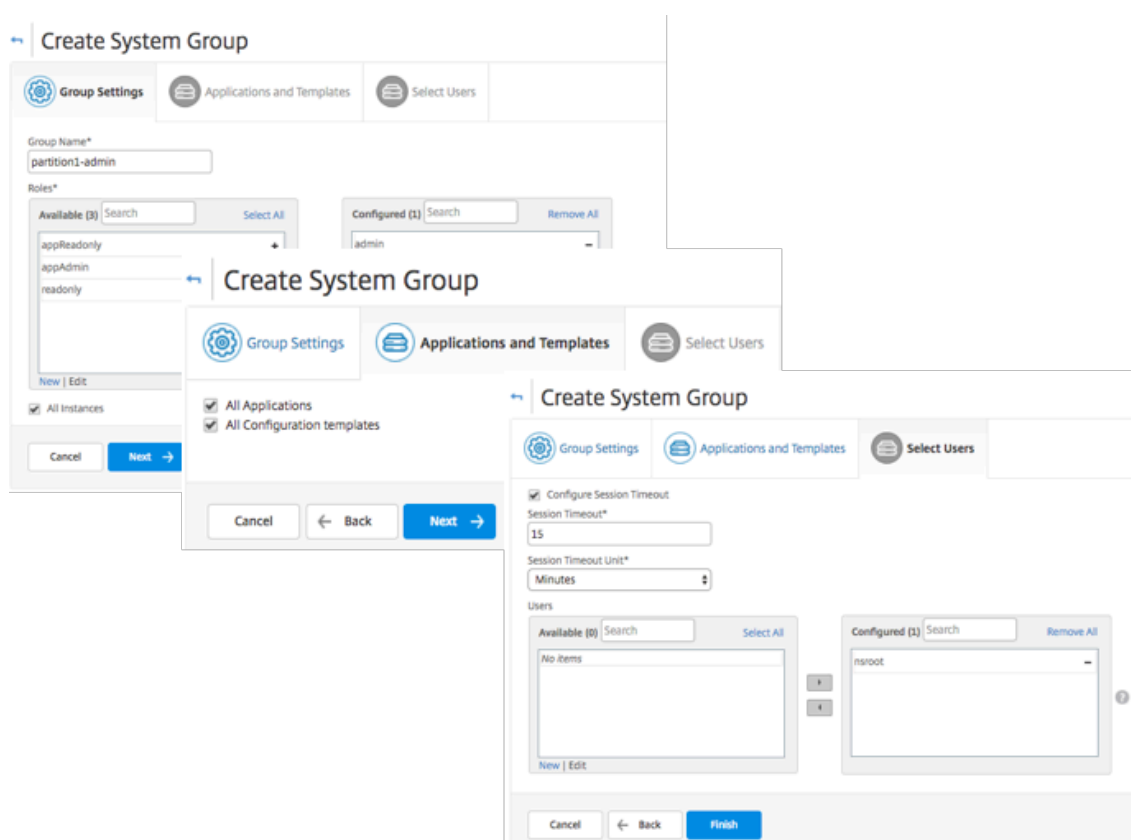 Create System Group
Group Settings Applications and Templates Select Users
Group Name*
partition1-admin
Roles*
Available (3) Search Select All Configured (1) Search Remove All
appReadonly + admin −
appAdmin
readonly
New | Edit
All Instances
Cancel Next →
Create System Group
Group Settings Applications and Templates Select Users
All Applications
All Configuration templates
Cancel ← Back Next →
Create System Group
Group Settings Applications and Templates Select Users
Configure Session Timeout
Session Timeout*
15
Session Timeout Unit*
Minutes
Users
Available (0) Search Select All Configured (1) Search Remove All
No items nsroot −
?
New | Edit
Cancel ← Back Finish